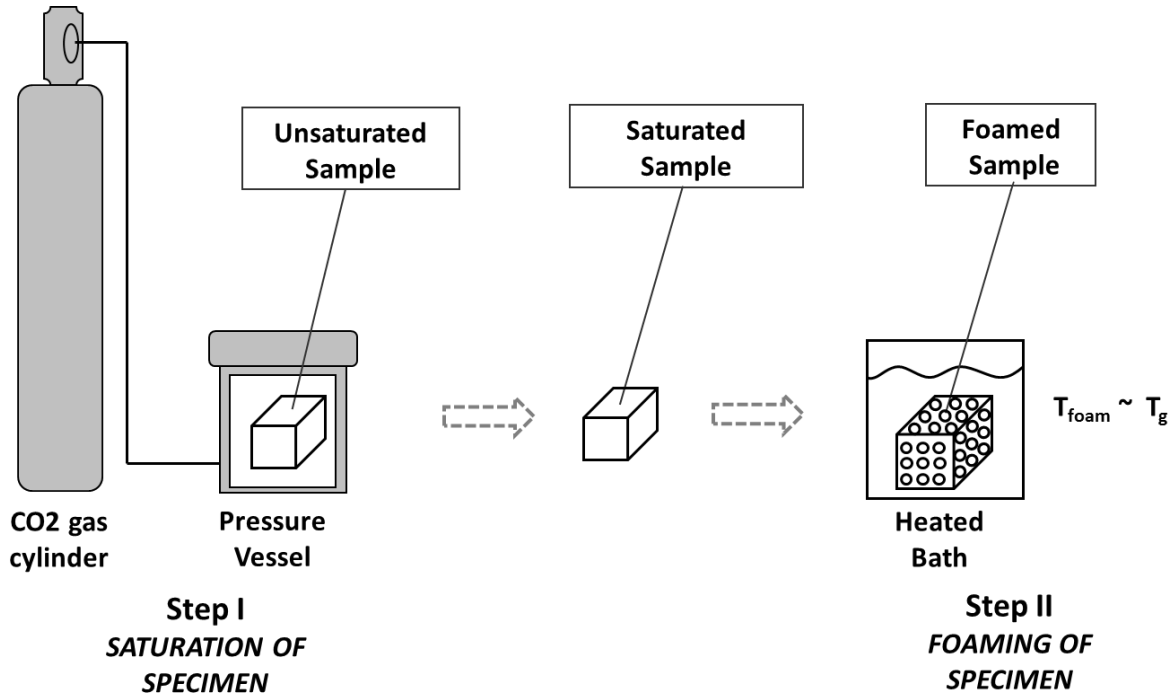 Unsaturated
Sample
Saturated
Sample
Foamed
Sample
T_foam ~ T_g
CO2 gas
cylinder
Pressure
Vessel
Heated
Bath
Step I
SATURATION OF
SPECIMEN
Step II
FOAMING OF
SPECIMEN